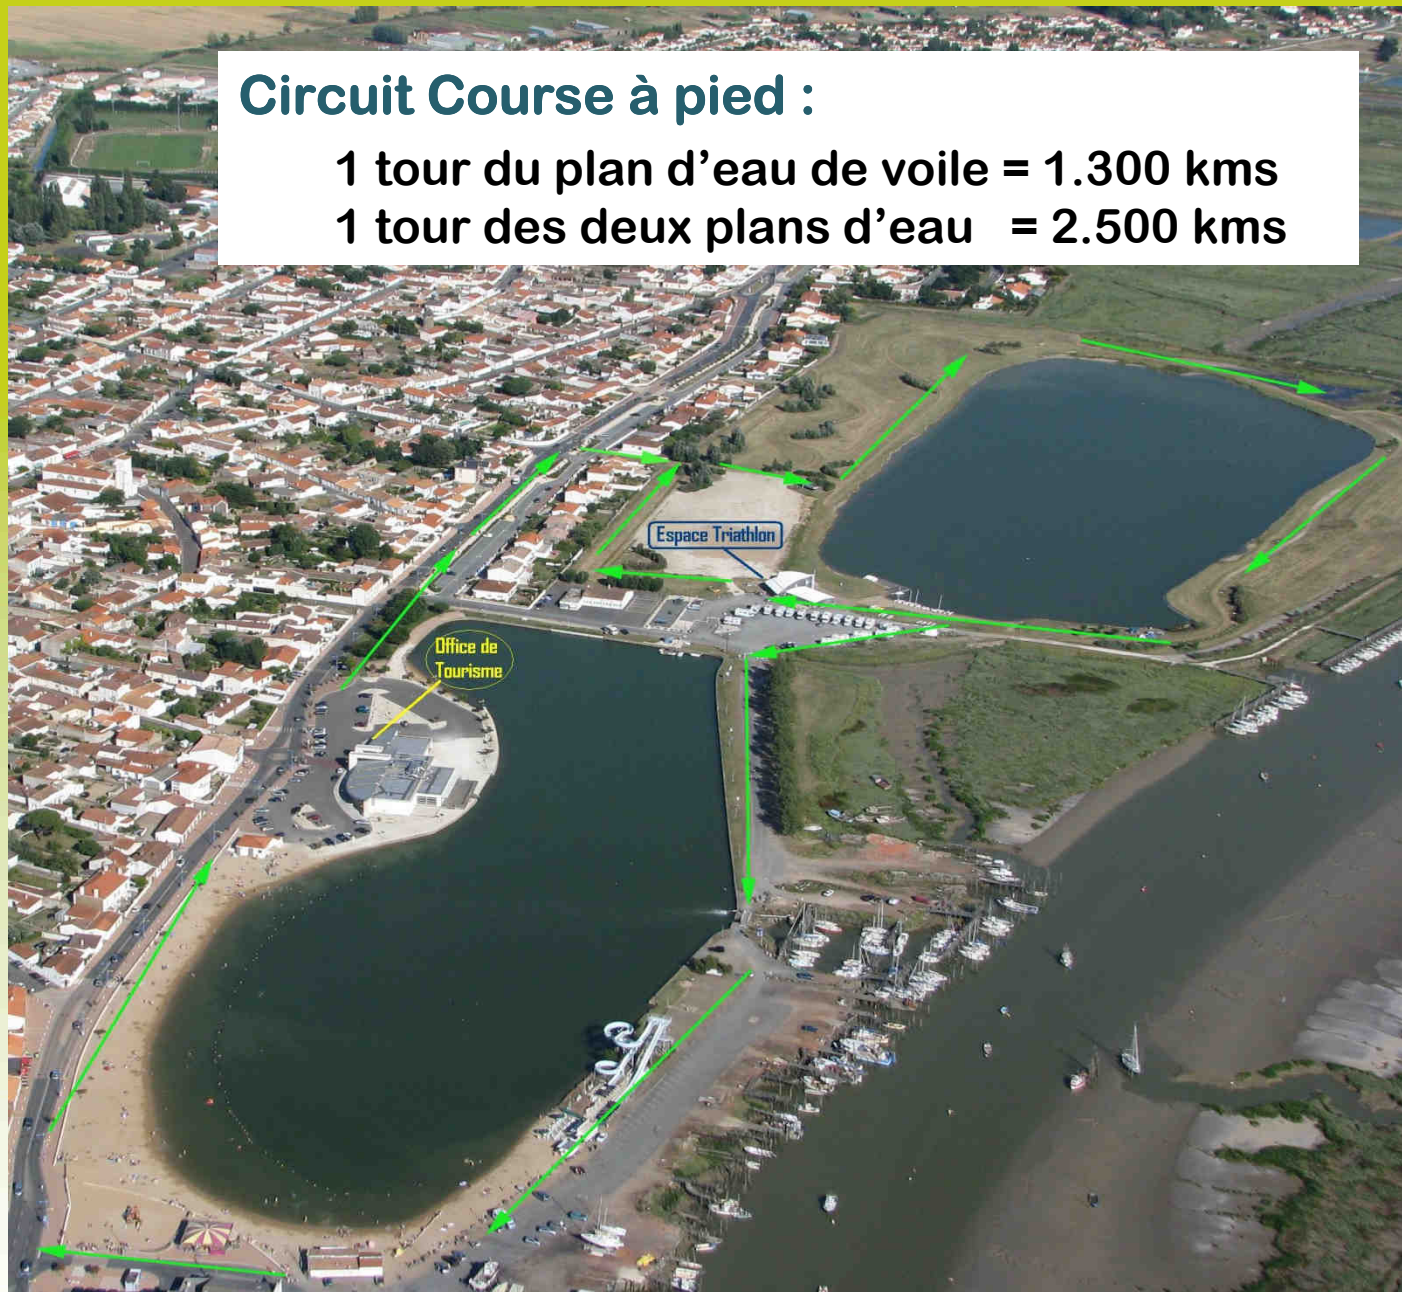 Circuit Course à pied :
1 tour du plan d’eau de voile = 1.300 kms
1 tour des deux plans d’eau = 2.500 kms
Espace Triathlon
Office de
Tourisme